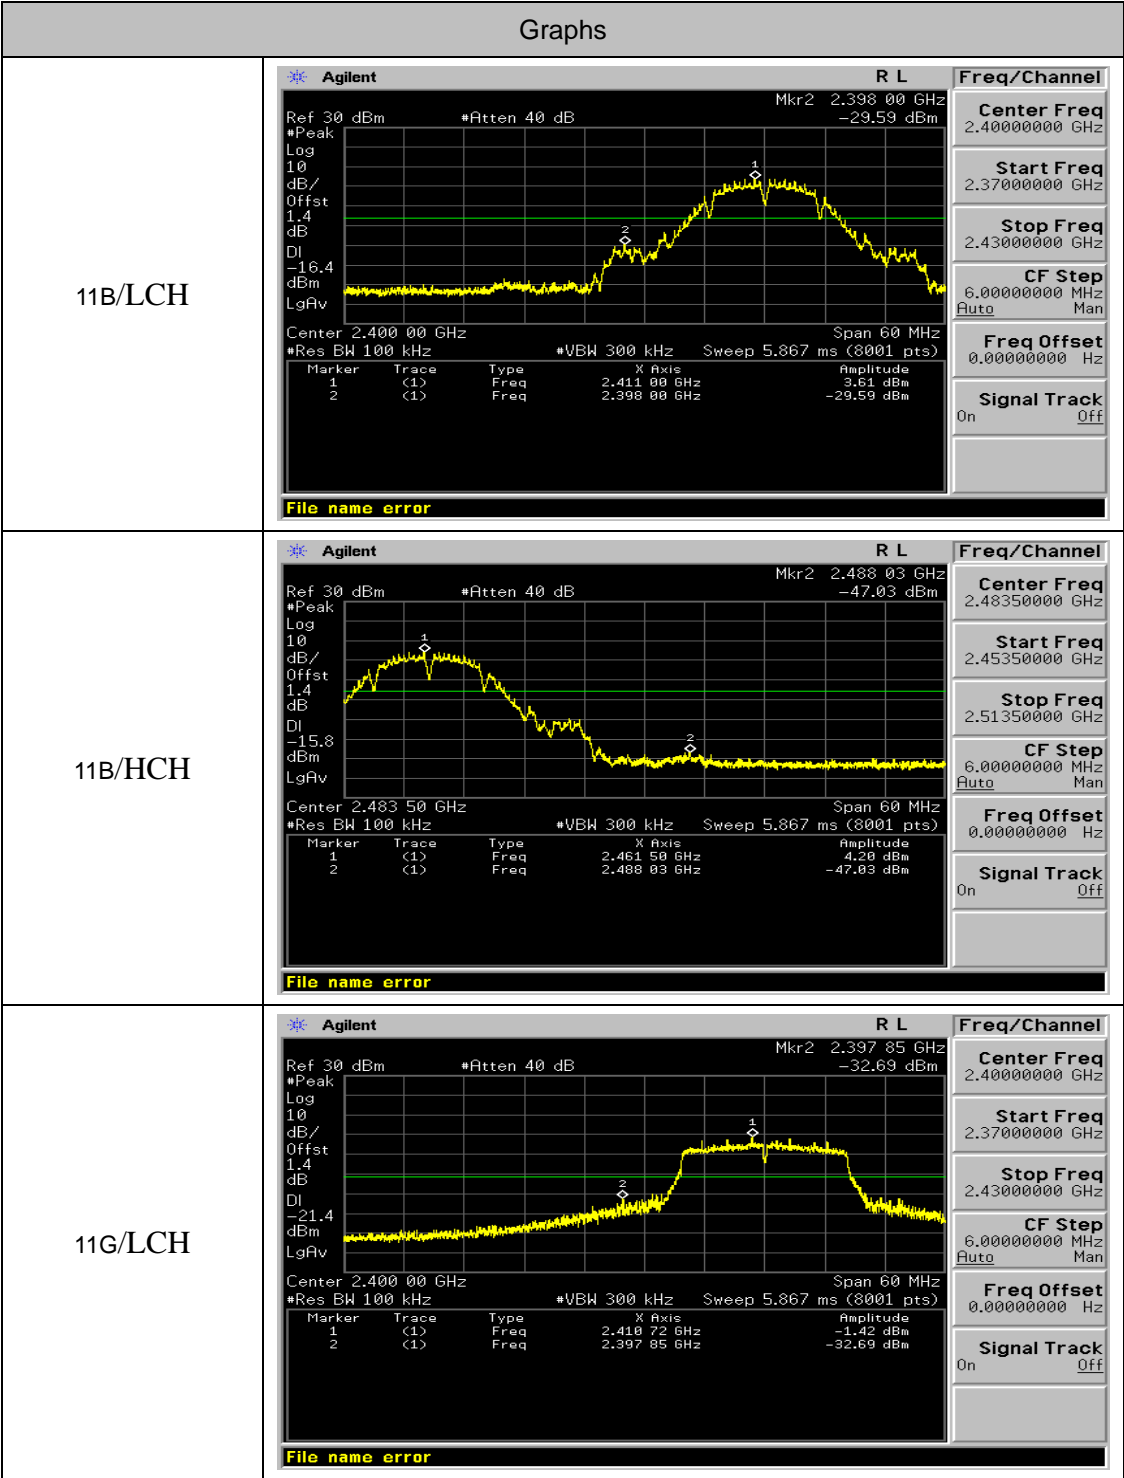 Graphs
11B/LCH
Agilent R L Freq/Channel
Mkr2 2.398 00 GHz
Ref 30 dBm #Atten 40 dB -29.59 dBm
#Peak
Log
10
dB/
Offst
1.4
dB
DI
-16.4
dBm
LgAv
Center 2.400 00 GHz Span 60 MHz
#Res BW 100 kHz #VBW 300 kHz Sweep 5.867 ms (8001 pts)
Marker Trace Type X Axis Amplitude
1 (1) Freq 2.411 00 GHz 3.61 dBm
2 (1) Freq 2.398 00 GHz -29.59 dBm
1
2
File name error
Center Freq
2.40000000 GHz
Start Freq
2.37000000 GHz
Stop Freq
2.43000000 GHz
CF Step
6.00000000 MHz
Auto Man
Freq Offset
0.00000000 Hz
Signal Track
On Off
11B/HCH
Agilent R L Freq/Channel
Mkr2 2.488 03 GHz
Ref 30 dBm #Atten 40 dB -47.03 dBm
#Peak
Log
10
dB/
Offst
1.4
dB
DI
-15.8
dBm
LgAv
Center 2.483 50 GHz Span 60 MHz
#Res BW 100 kHz #VBW 300 kHz Sweep 5.867 ms (8001 pts)
Marker Trace Type X Axis Amplitude
1 (1) Freq 2.461 50 GHz 4.20 dBm
2 (1) Freq 2.488 03 GHz -47.03 dBm
1
2
File name error
Center Freq
2.48350000 GHz
Start Freq
2.45350000 GHz
Stop Freq
2.51350000 GHz
CF Step
6.00000000 MHz
Auto Man
Freq Offset
0.00000000 Hz
Signal Track
On Off
11G/LCH
Agilent R L Freq/Channel
Mkr2 2.397 85 GHz
Ref 30 dBm #Atten 40 dB -32.69 dBm
#Peak
Log
10
dB/
Offst
1.4
dB
DI
-21.4
dBm
LgAv
Center 2.400 00 GHz Span 60 MHz
#Res BW 100 kHz #VBW 300 kHz Sweep 5.867 ms (8001 pts)
Marker Trace Type X Axis Amplitude
1 (1) Freq 2.410 72 GHz -1.42 dBm
2 (1) Freq 2.397 85 GHz -32.69 dBm
1
2
File name error
Center Freq
2.40000000 GHz
Start Freq
2.37000000 GHz
Stop Freq
2.43000000 GHz
CF Step
6.00000000 MHz
Auto Man
Freq Offset
0.00000000 Hz
Signal Track
On Off